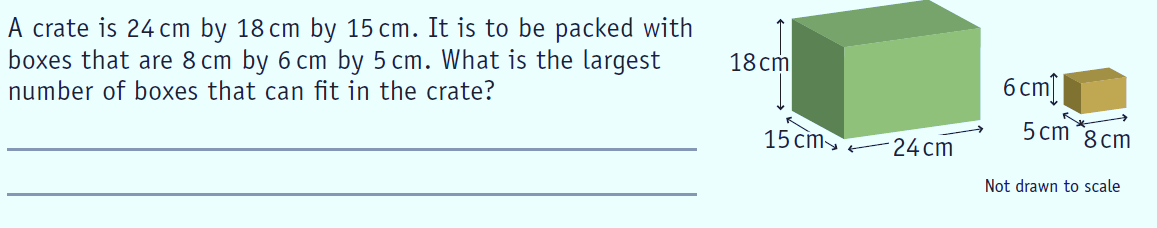 A crate is 24 cm by 18 cm by 15 cm. It is to be packed with
boxes that are 8 cm by 6 cm by 5 cm. What is the largest
number of boxes that can fit in the crate?
18 cm
15 cm
24 cm
6 cm
5 cm
8 cm
Not drawn to scale